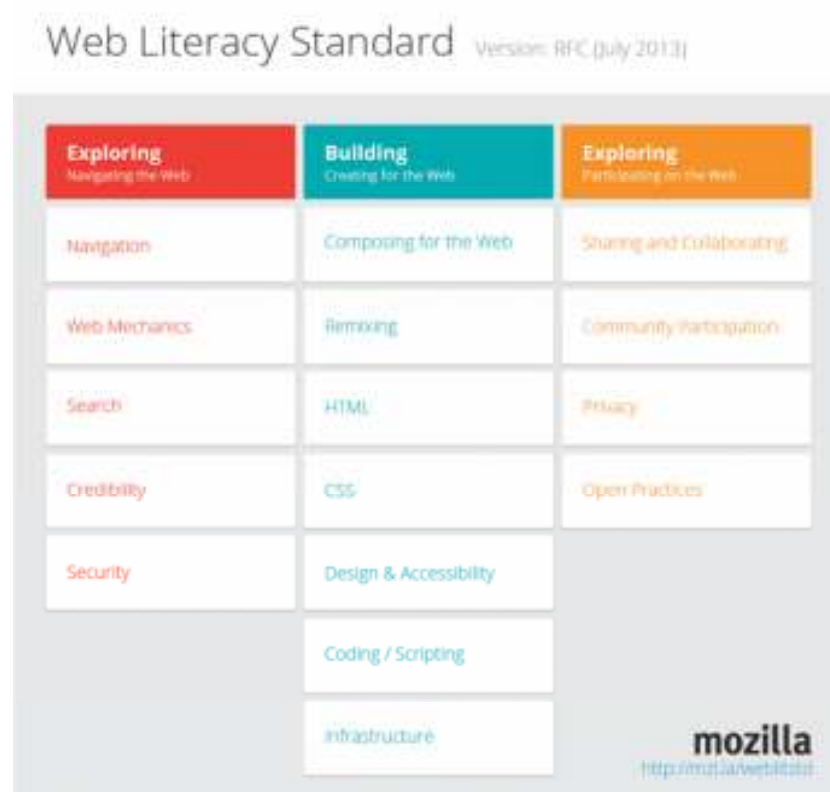 Web Literacy Standard Version: RFC (July 2013)
Exploring
Navigating the Web
Navigation
Web Mechanics
Search
Credibility
Security
Building
Creating for the Web
Composing for the Web
Remixing
HTML
CSS
Design & Accessibility
Coding / Scripting
Infrastructure
Exploring
Participating on the Web
Sharing and Collaborating
Community Participation
Privacy
Open Practices
mozilla